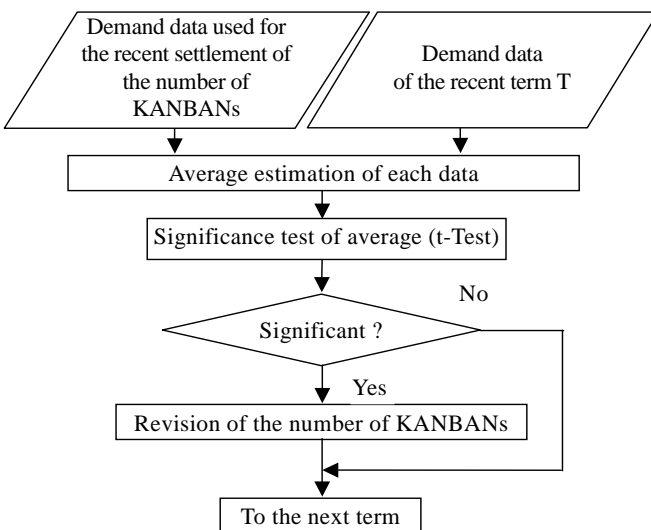 Demand data used for
the recent settlement of
the number of
KANBANs
Demand data
of the recent term T
Average estimation of each data
Significance test of average (t-Test)
No
Significant ?
Yes
Revision of the number of KANBANs
To the next term